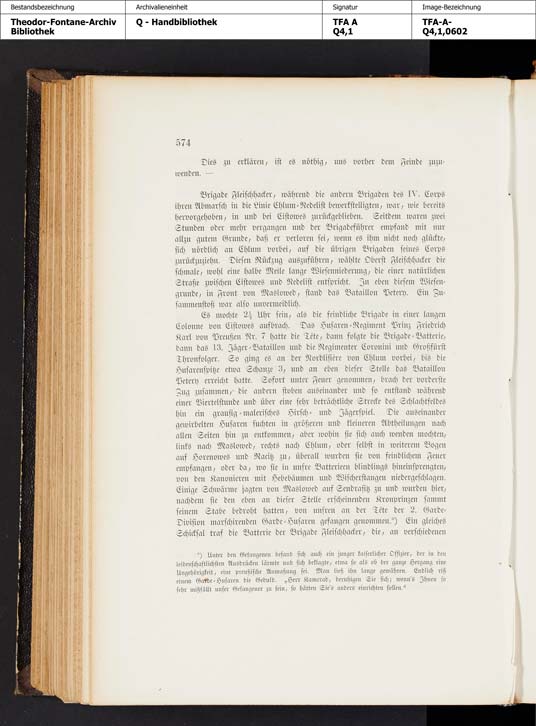 Bestandsbezeichnung
Theodor-Fontane-Archiv
Bibliothek
Archivalieneinheit
Q - Handbibliothek
Signatur
TFA A
Q4,1
Image-Bezeichnung
TFA-A-
Q4,1,0602
574
Dies zu erklären, ist es nöthig, uns vorher dem Feinde zuzu-
wenden. —
Brigade Fleischhacker, während die andern Brigaden des IV. Corps
ihren Abmarsch in die Linie Chlum-Nedelist bewerkstelligten, war, wie bereits
hervorgehoben, in und bei Cistowes zurückgeblieben. Seitdem waren zwei
Stunden oder mehr vergangen und der Brigadeführer empfand mit nur
allzu gutem Grunde, daß er verloren sei, wenn es ihm nicht noch glückte,
sich nördlich an Chlum vorbei, auf die übrigen Brigaden seines Corps
zurückzuziehn. Diesen Rückzug auszuführen, wählte Oberst Fleischhacker die
schmale, wohl eine halbe Meile lange Wiesenniederung, die einer natürlichen
Straße zwischen Cistowes und Nedelist entspricht. In eben diesem Wiesen-
grunde, in Front von Maslowed, stand das Bataillon Petery. Ein Zu-
sammenstoß war also unvermeidlich.
Es mochte 2½ Uhr sein, als die feindliche Brigade in einer langen
Colonne von Cistowes aufbrach. Das Husaren-Regiment Prinz Friedrich
Karl von Preußen Nr. 7 hatte die Tête, dann folgte die Brigade-Batterie,
dann das 13. Jäger-Bataillon und die Regimenter Coronini und Großfürst
Thronfolger. So ging es an der Nordlisière von Chlum vorbei, bis die
Husarenspitze etwa Schanze 3, und an eben dieser Stelle das Bataillon
Petery erreicht hatte. Sofort unter Feuer genommen, brach der vorderste
Zug zusammen, die andern stoben auseinander und so entstand während
einer Viertelstunde und über eine sehr beträchtliche Strecke des Schlachtfeldes
hin ein grausig-malerisches Hirsch- und Jägerspiel. Die auseinander
gewirbelten Husaren suchten in größeren und kleineren Abtheilungen nach
allen Seiten hin zu entkommen, aber wohin sie sich auch wenden mochten,
links nach Maslowed, rechts nach Chlum, oder selbst in weiterem Bogen
auf Horenowes und Racitz zu, überall wurden sie von feindlichem Feuer
empfangen, oder da, wo sie in unsre Batterieen blindlings hineinsprengten,
von den Kanonieren mit Hebebäumen und Wischerstangen niedergeschlagen.
Einige Schwärme jagten von Maslowed auf Sendrasitz zu und wurden hier,
nachdem sie den eben an dieser Stelle erscheinenden Kronprinzen sammt
seinem Stabe bedroht hatten, von unsren an der Tête der 2. Garde-
Division marschirenden Garde-Husaren gefangen genommen.*) Ein gleiches
Schicksal traf die Batterie der Brigade Fleischhacker, die, an verschiedenen
*) Unter den Gefangenen befand sich auch ein junger kaiserlicher Offizier, der in den
leidenschaftlichsten Ausdrücken lärmte und sich beklagte, etwa so als ob der ganze Hergang eine
Ungehörigkeit, eine preußische Anmaßung sei. Man ließ ihn lange gewähren. Endlich riß
einem Garde-Husaren die Geduld. „Herr Kamerad, beruhigen Sie sich; wenn's Ihnen so
sehr mißfällt unser Gefangener zu sein, so hätten Sie's anders einrichten sollen.“